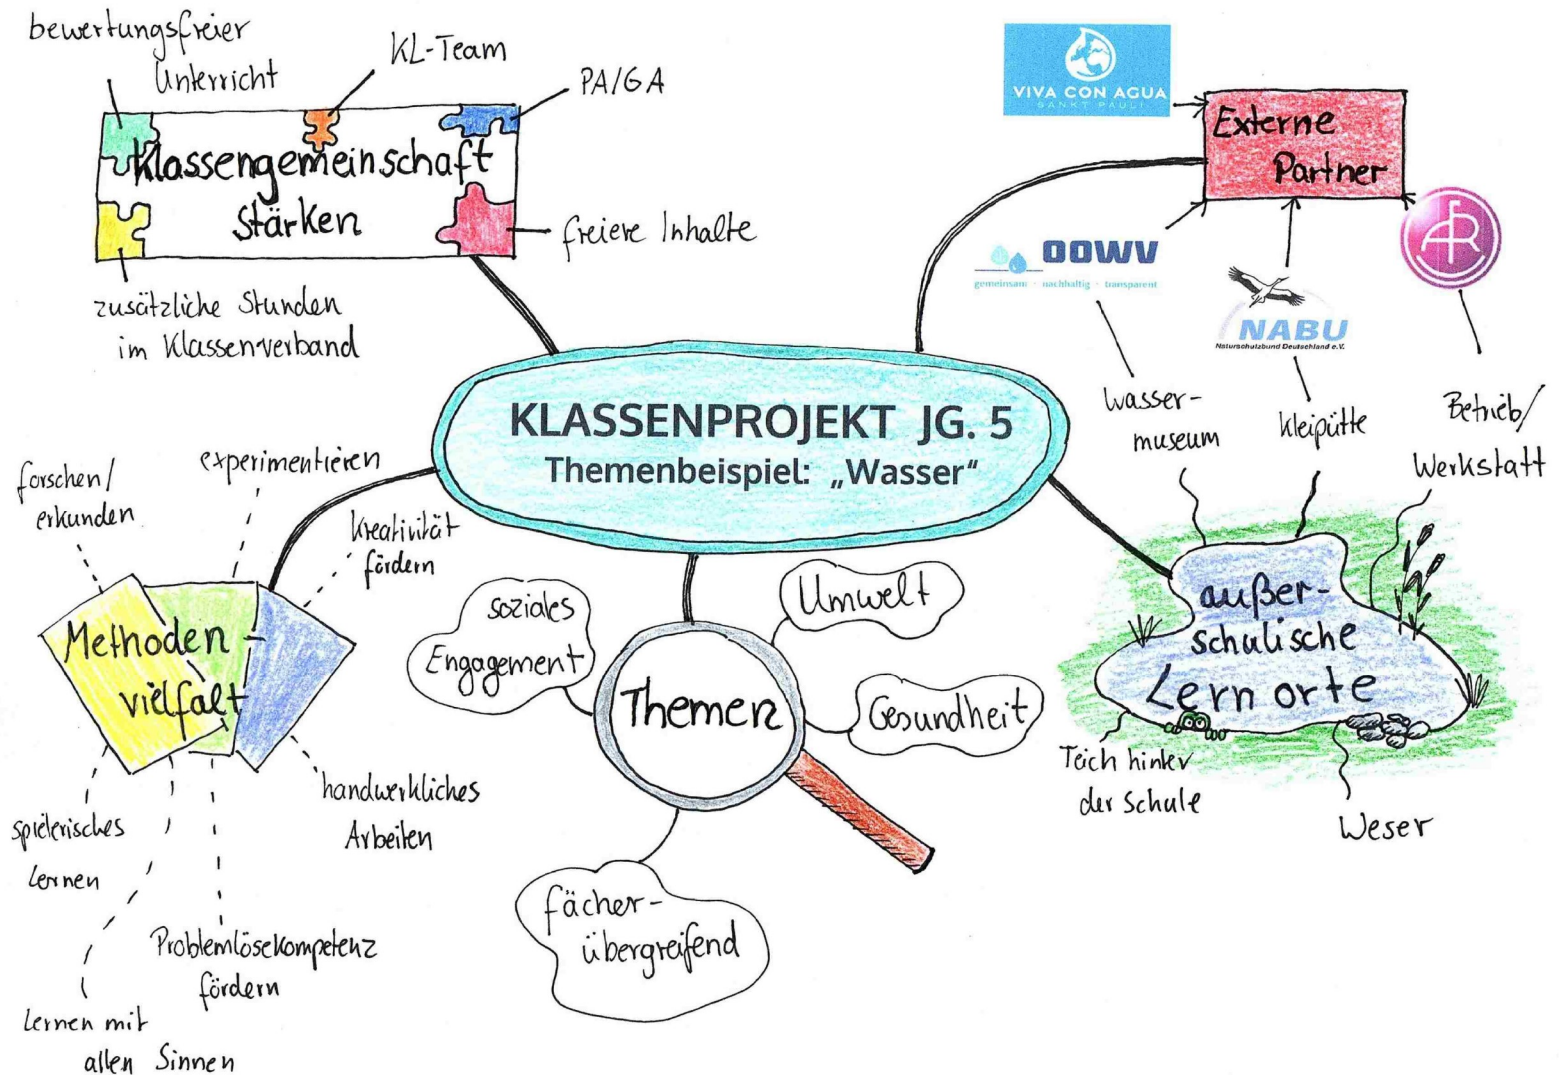 bewertungsfreier
Unterricht
KL-Team
PA/GA
Klassengemeinschaft
stärken
freiere Inhalte
zusätzliche Stunden
im Klassenverband
VIVA CON AGUA
SANKT PAULI
Externe
Partner
OOWV
gemeinsam · nachhaltig · transparent
NABU
Naturschutzbund Deutschland e.V.
Wasser-
museum
Kleipütte
Betrieb/
Werkstatt
KLASSENPROJEKT JG. 5
Themenbeispiel: „Wasser“
forschen/
erkunden
experimentieren
Kreativität
fördern
Methoden
vielfalt
spielerisches
Lernen
Lernen mit
allen Sinnen
Problemlösekompetenz
fördern
handwerkliches
Arbeiten
soziales
Engagement
Umwelt
Themen
Gesundheit
fächer-
übergreifend
außer-
schulische
Lernorte
Teich hinter
der Schule
Weser